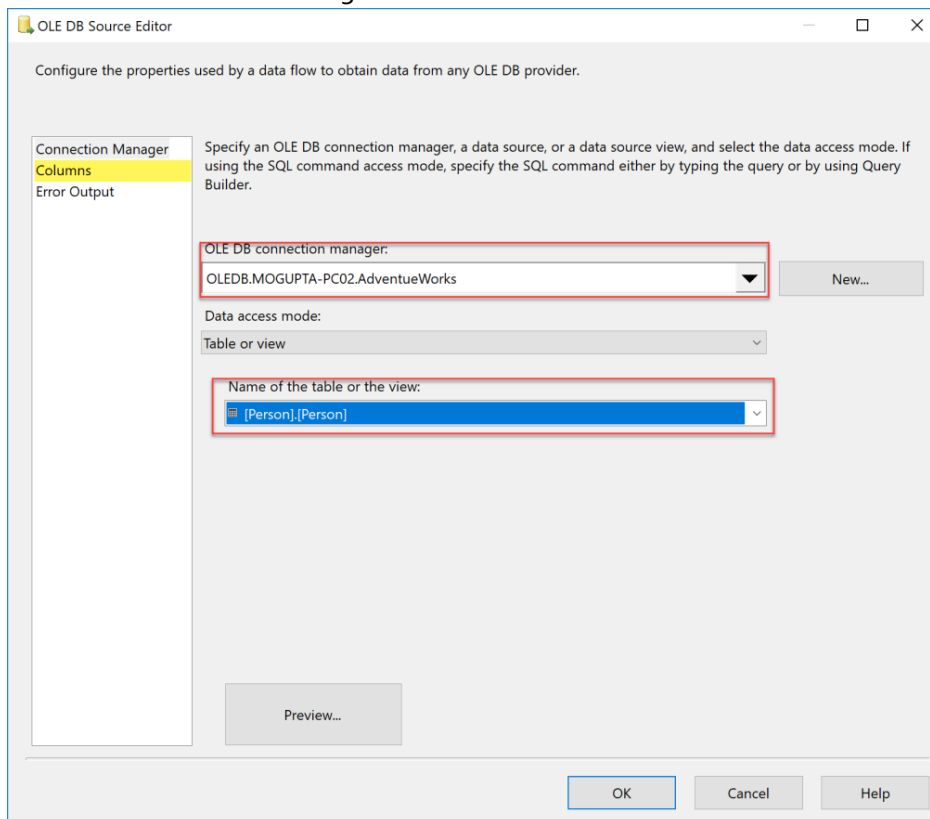 OLE DB Source Editor
Configure the properties used by a data flow to obtain data from any OLE DB provider.
Connection Manager
Columns
Error Output
Specify an OLE DB connection manager, a data source, or a data source view, and select the data access mode. If
using the SQL command access mode, specify the SQL command either by typing the query or by using Query
Builder.
OLE DB connection manager:
OLEDB.MOGUPTA-PC02.AdventueWorks
New...
Data access mode:
Table or view
Name of the table or the view:
[Person].[Person]
Preview...
OK
Cancel
Help